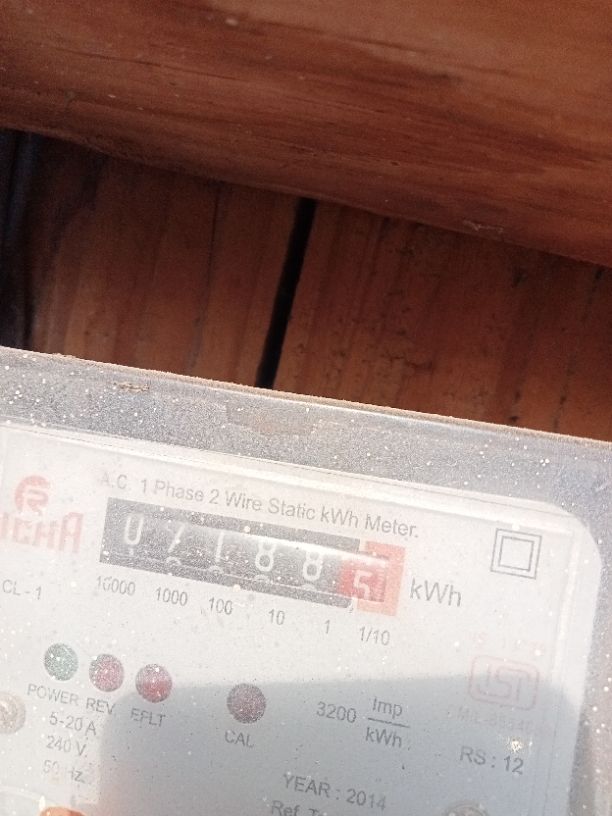 A.C. 1 Phase 2 Wire Static kWh Meter.
071885 kWh
10000 1000 100 10 1 1/10
CL - 1
POWER REV. EFLT
5-20 A
240 V.
50 Hz.
CAL
3200 Imp
kWh
RS : 12
YEAR : 2014